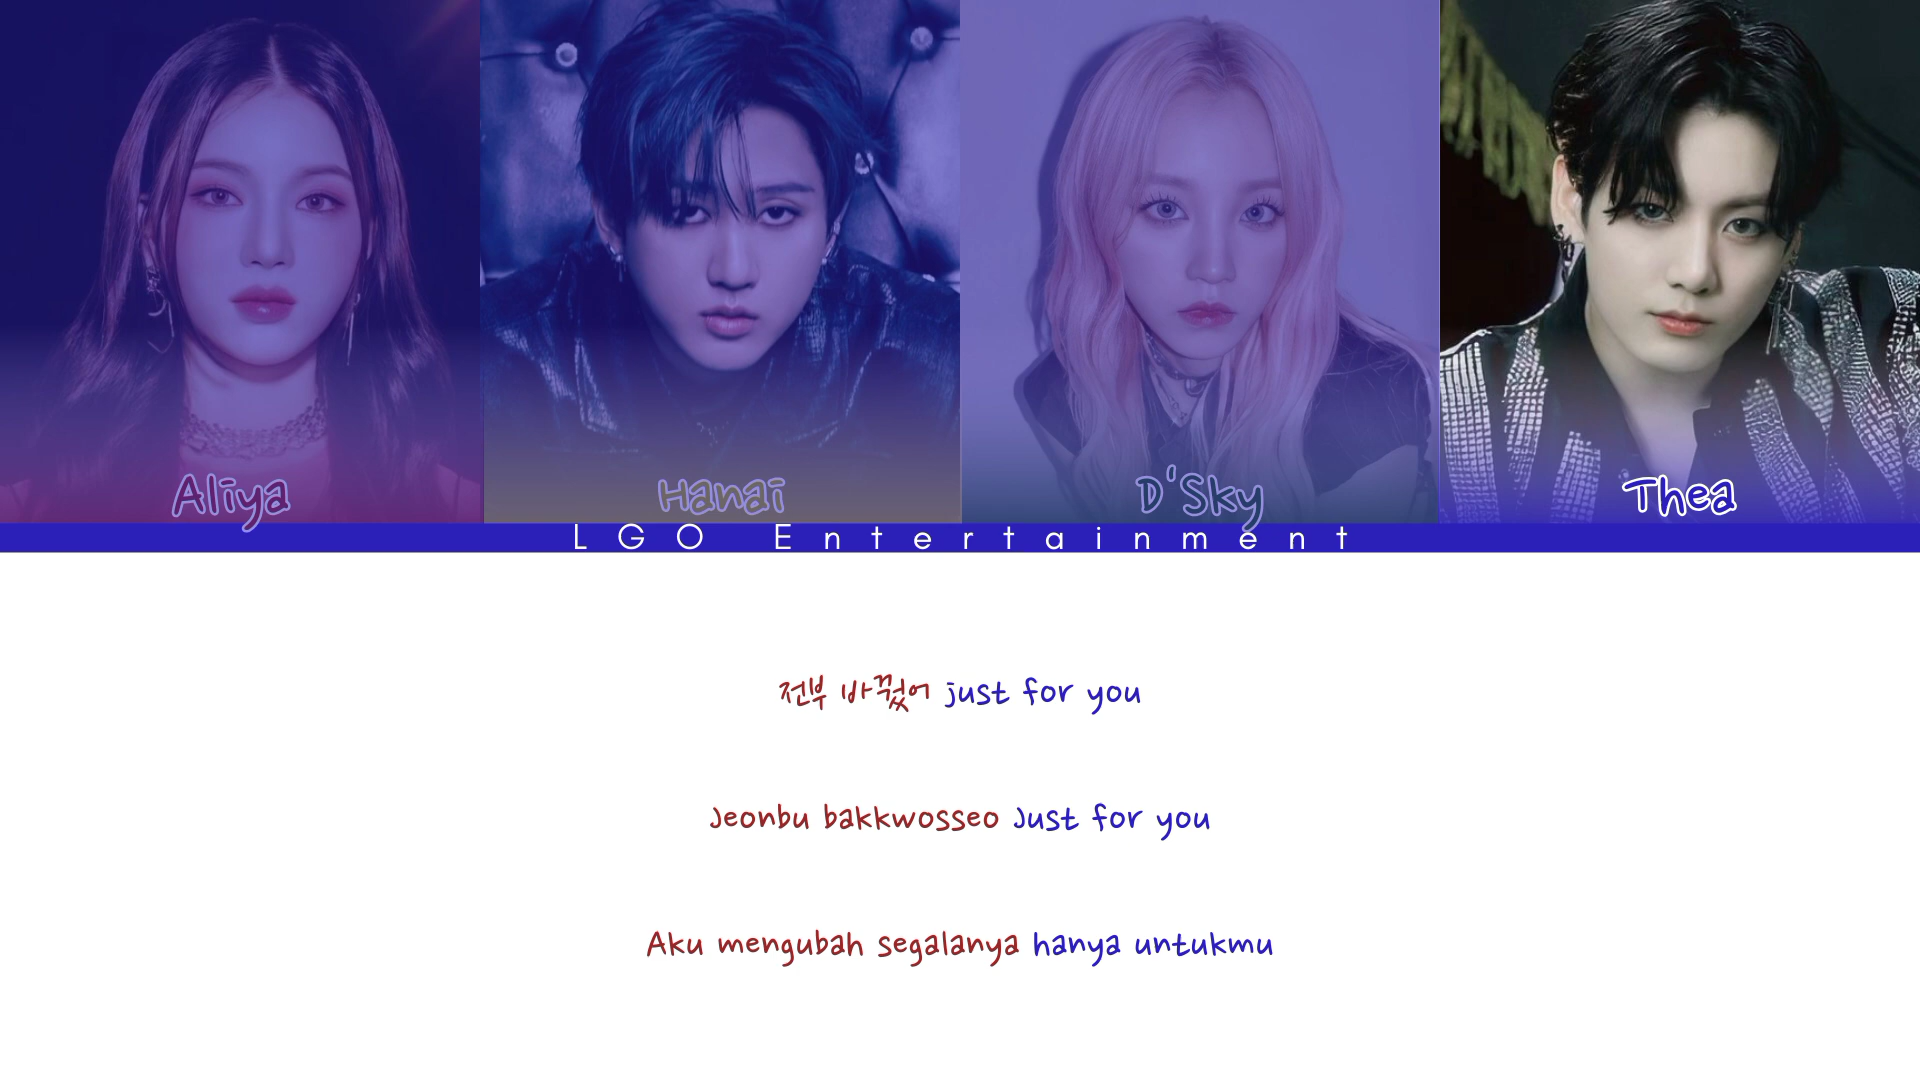 Aliya Hanai D'Sky Thea
LGO Entertainment
전부 바꿨어 just for you
Jeonbu bakkwosseo Just for you
Aku mengubah segalanya hanya untukmu